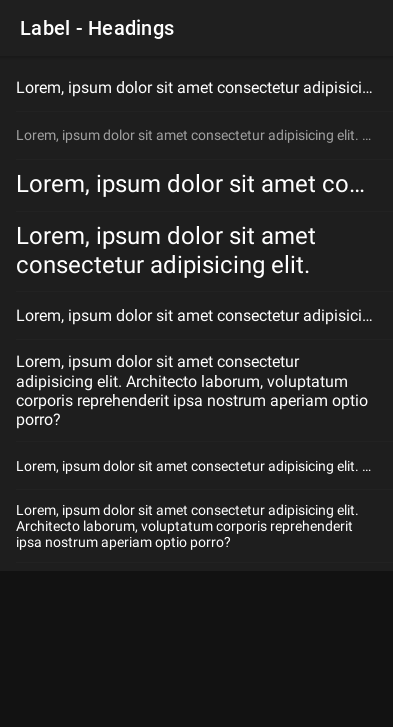 Label - Headings
Lorem, ipsum dolor sit amet consectetur adipisici...
Lorem, ipsum dolor sit amet consectetur adipisicing elit. ...
Lorem, ipsum dolor sit amet co...
Lorem, ipsum dolor sit amet
consectetur adipisicing elit.
Lorem, ipsum dolor sit amet consectetur adipisici...
Lorem, ipsum dolor sit amet consectetur
adipisicing elit. Architecto laborum, voluptatum
corporis reprehenderit ipsa nostrum aperiam optio
porro?
Lorem, ipsum dolor sit amet consectetur adipisicing elit. ...
Lorem, ipsum dolor sit amet consectetur adipisicing elit.
Architecto laborum, voluptatum corporis reprehenderit
ipsa nostrum aperiam optio porro?